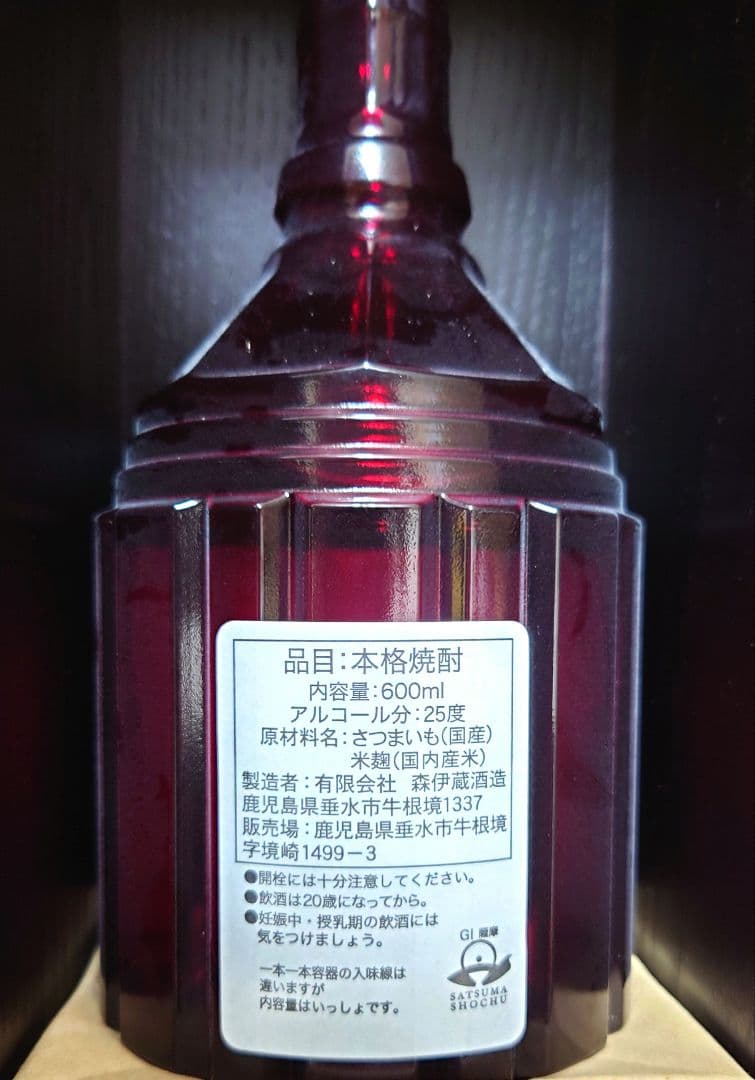 品目:本格焼酎
内容量:600ml
アルコール分:25度
原材料名:さつまいも(国産)
米麹(国内産米)
製造者:有限会社 森伊蔵酒造
鹿児島県垂水市牛根境1337
販売場:鹿児島県垂水市牛根境
字境崎1499-3
●開栓には十分注意してください。
●飲酒は20歳になってから。
●妊娠中・授乳期の飲酒には
気をつけましょう。
一本一本容器の入味線は
違いますが
内容量はいっしょです。
GI 薩摩
SATSUMA
SHOCHU